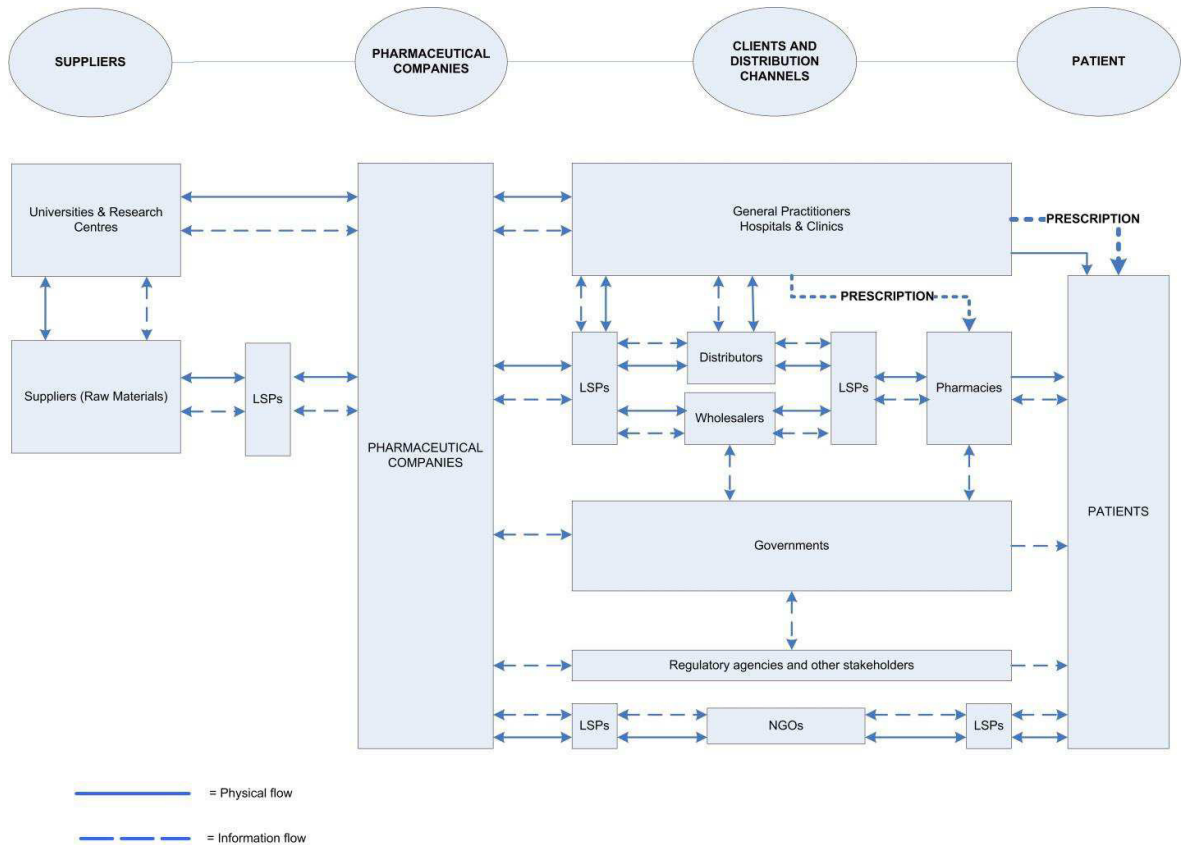 SUPPLIERS
PHARMACEUTICAL
COMPANIES
CLIENTS AND
DISTRIBUTION
CHANNELS
PATIENT
Universities & Research
Centres
General Practitioners
Hospitals & Clinics
PRESCRIPTION
PRESCRIPTION
Suppliers (Raw Materials)
LSPs
PHARMACEUTICAL
COMPANIES
LSPs
Distributors
Wholesalers
LSPs
Pharmacies
PATIENTS
Governments
Regulatory agencies and other stakeholders
LSPs
NGOs
LSPs
= Physical flow
= Information flow